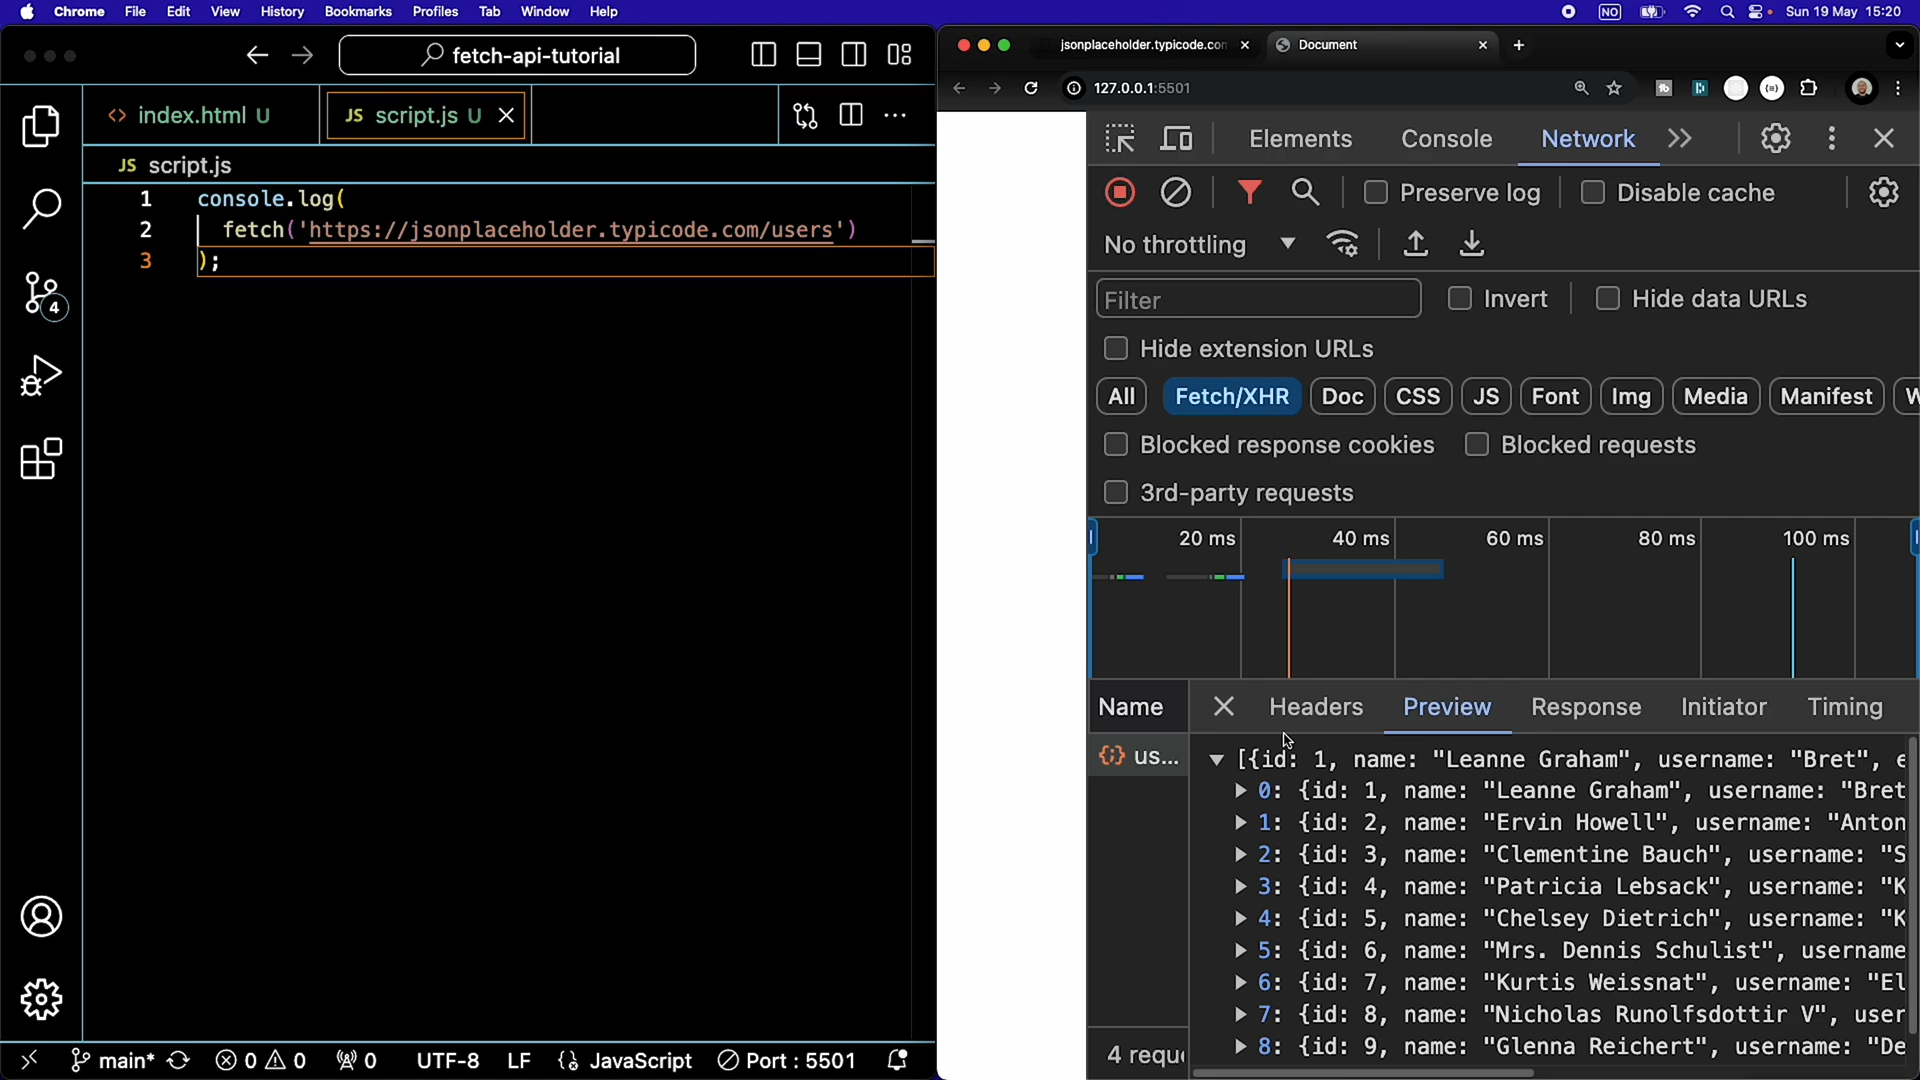 Chrome File Edit View History Bookmarks Profiles Tab Window Help NO Sun 19 May 15:20
fetch-api-tutorial
jsonplaceholder.typicode.com
Document
127.0.0.1:5501
index.html U
JS script.js U
JS script.js
1 console.log(
2 fetch('https://jsonplaceholder.typicode.com/users')
3 );
4
Elements Console Network
Preserve log Disable cache
No throttling
Filter Invert Hide data URLs
Hide extension URLs
All Fetch/XHR Doc CSS JS Font Img Media Manifest W
Blocked response cookies Blocked requests
3rd-party requests
20 ms 40 ms 60 ms 80 ms 100 ms
Name Headers Preview Response Initiator Timing
us...
[{id: 1, name: "Leanne Graham", username: "Bret", e
0: {id: 1, name: "Leanne Graham", username: "Bret
1: {id: 2, name: "Ervin Howell", username: "Anton
2: {id: 3, name: "Clementine Bauch", username: "S
3: {id: 4, name: "Patricia Lebsack", username: "K
4: {id: 5, name: "Chelsey Dietrich", username: "K
5: {id: 6, name: "Mrs. Dennis Schulist", username
6: {id: 7, name: "Kurtis Weissnat", username: "El
7: {id: 8, name: "Nicholas Runolfsdottir V", user
8: {id: 9, name: "Glenna Reichert", username: "De
4 requ
main* 0 0 0 UTF-8 LF {} JavaScript Port : 5501